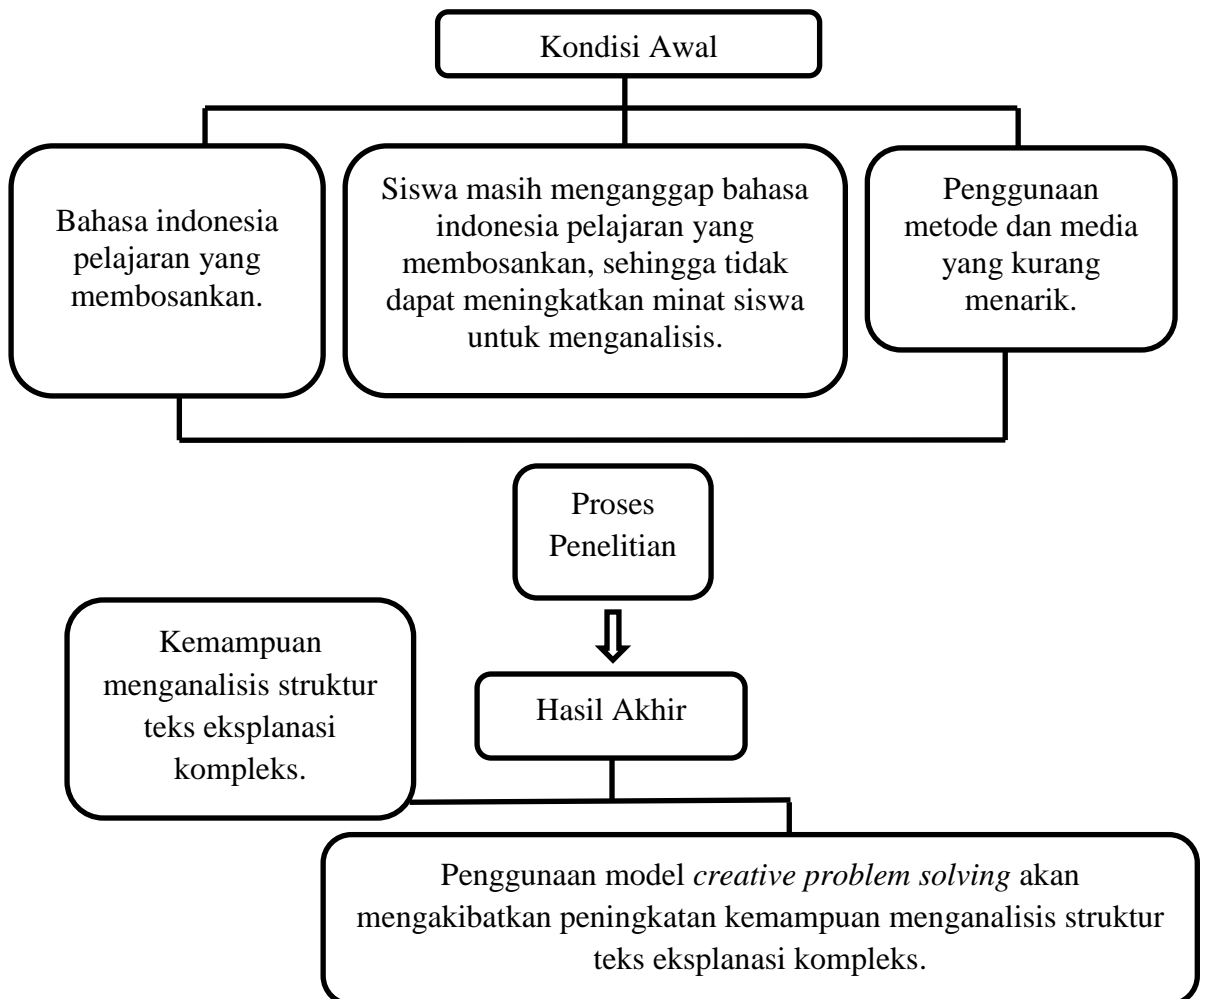 Kondisi Awal
Bahasa indonesia
pelajaran yang
membosankan.
Siswa masih menganggap bahasa
indonesia pelajaran yang
membosankan, sehingga tidak
dapat meningkatkan minat siswa
untuk menganalisis.
Penggunaan
metode dan media
yang kurang
menarik.
Proses
Penelitian
Kemampuan
menganalisis struktur
teks eksplanasi
kompleks.
Hasil Akhir
Penggunaan model creative problem solving akan
mengakibatkan peningkatan kemampuan menganalisis struktur
teks eksplanasi kompleks.